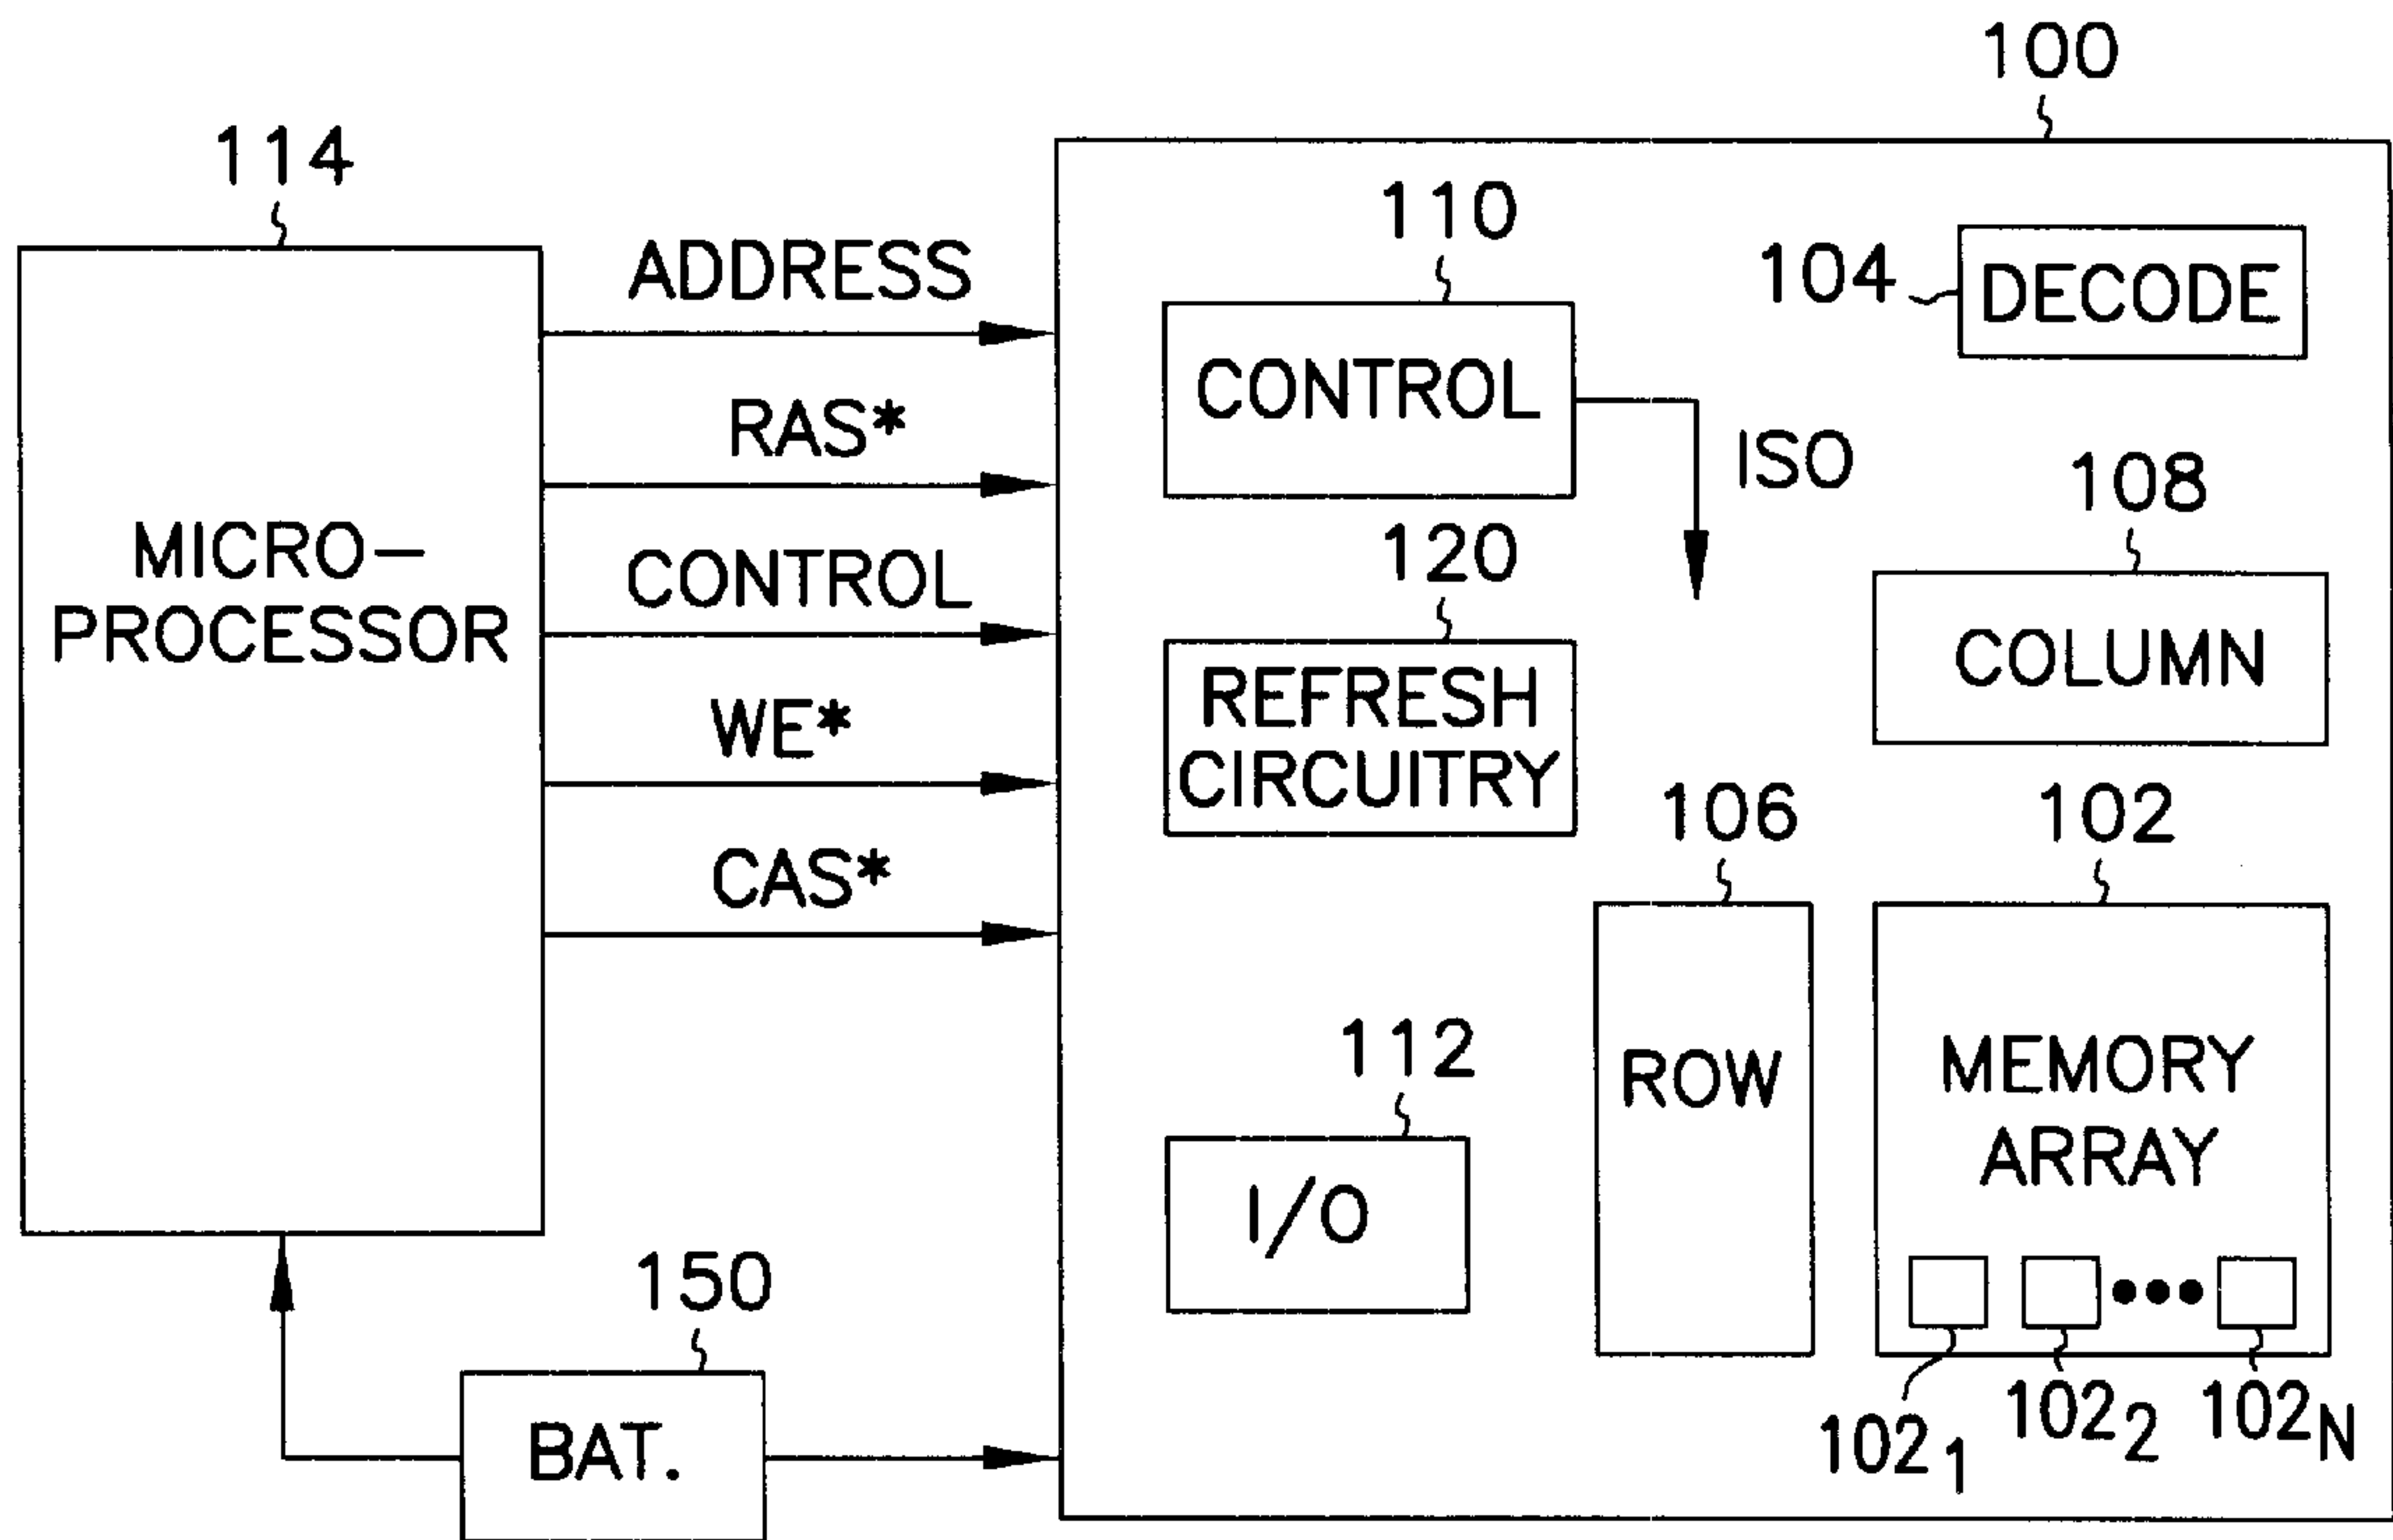 100
114
110
ADDRESS
104
DECODE
CONTROL
RAS*
ISO
108
MICRO–
PROCESSOR
120
CONTROL
REFRESH
CIRCUITRY
COLUMN
WE*
106
102
CAS*
112
ROW
MEMORY
ARRAY
I/O
150
BAT.
102₁
102₂
102N